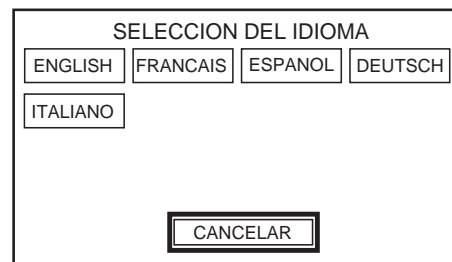 SELECCION DEL IDIOMA
ENGLISH FRANCAIS ESPANOL DEUTSCH
ITALIANO
CANCELAR